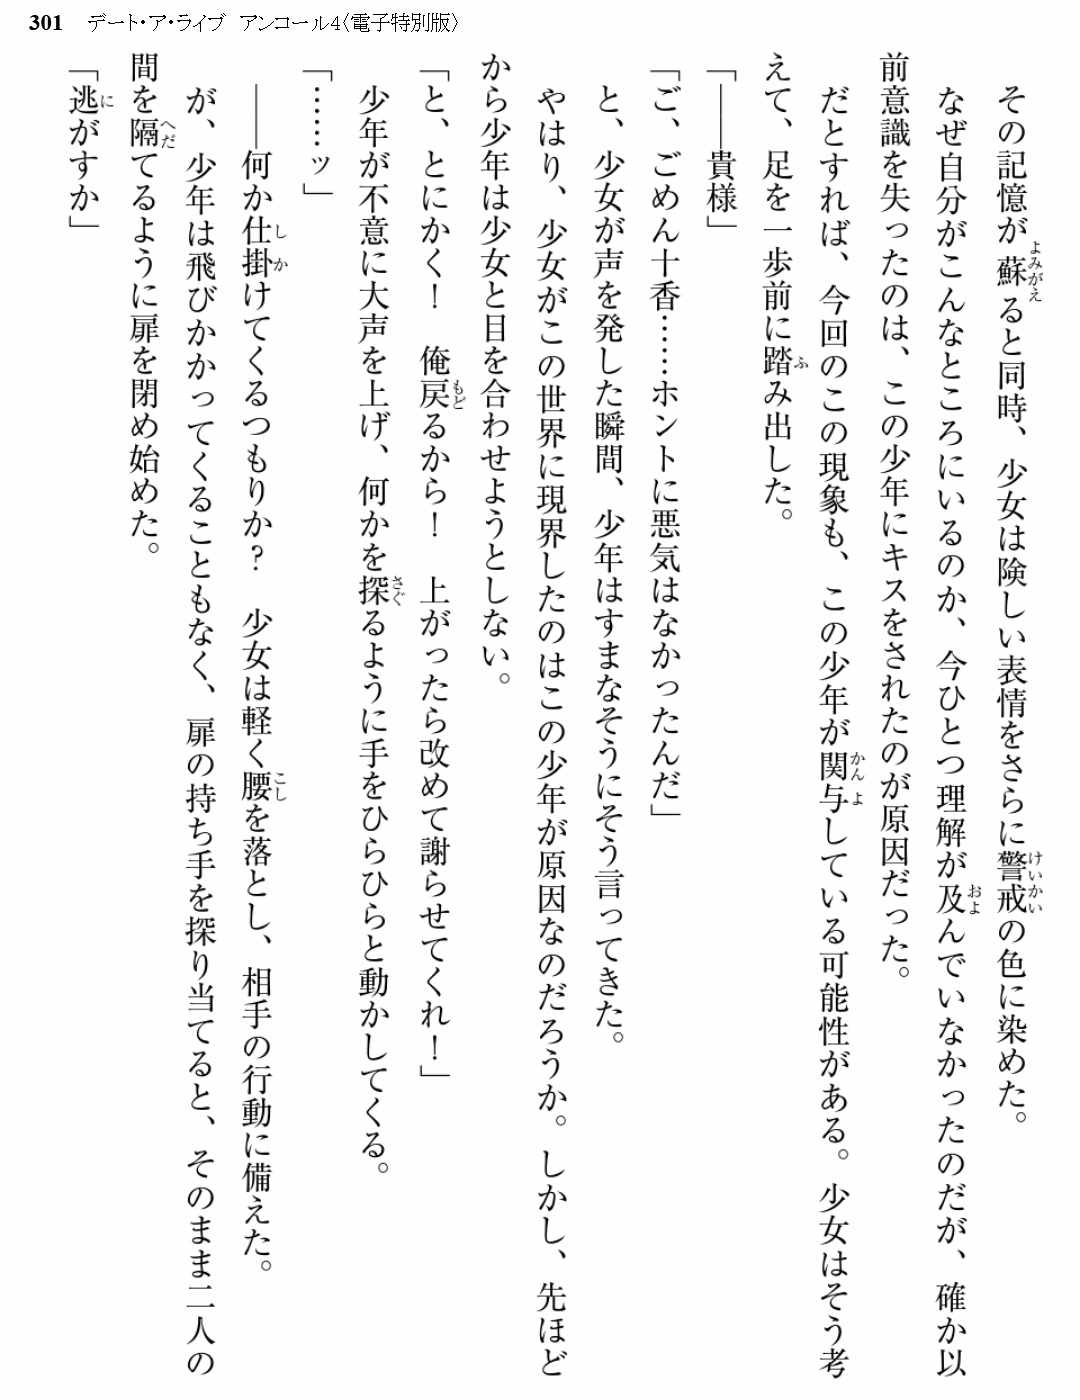 301 デート・ア・ライブ アンコール4〈電子特別版〉
その記憶が蘇ると同時、少女は険しい表情をさらに警戒の色に染めた。
なぜ自分がこんなところにいるのか、今ひとつ理解が及んでいなかったのだが、確か以
前意識を失ったのは、この少年にキスをされたのが原因だった。
だとすれば、今回のこの現象も、この少年が関与している可能性がある。少女はそう考
えて、足を一歩前に踏み出した。
「――貴様」
「ご、ごめん十香……ホントに悪気はなかったんだ」
と、少女が声を発した瞬間、少年はすまなそうにそう言ってきた。
やはり、少女がこの世界に現界したのはこの少年が原因なのだろうか。しかし、先ほど
から少年は少女と目を合わせようとしない。
「と、とにかく！　俺戻るから！　上がったら改めて謝らせてくれ！」
少年が不意に大声を上げ、何かを探るように手をひらひらと動かしてくる。
「……ッ」
――何か仕掛けてくるつもりか？　少女は軽く腰を落とし、相手の行動に備えた。
が、少年は飛びかかってくることもなく、扉の持ち手を探り当てると、そのまま二人の
間を隔てるように扉を閉め始めた。
「逃がすか」